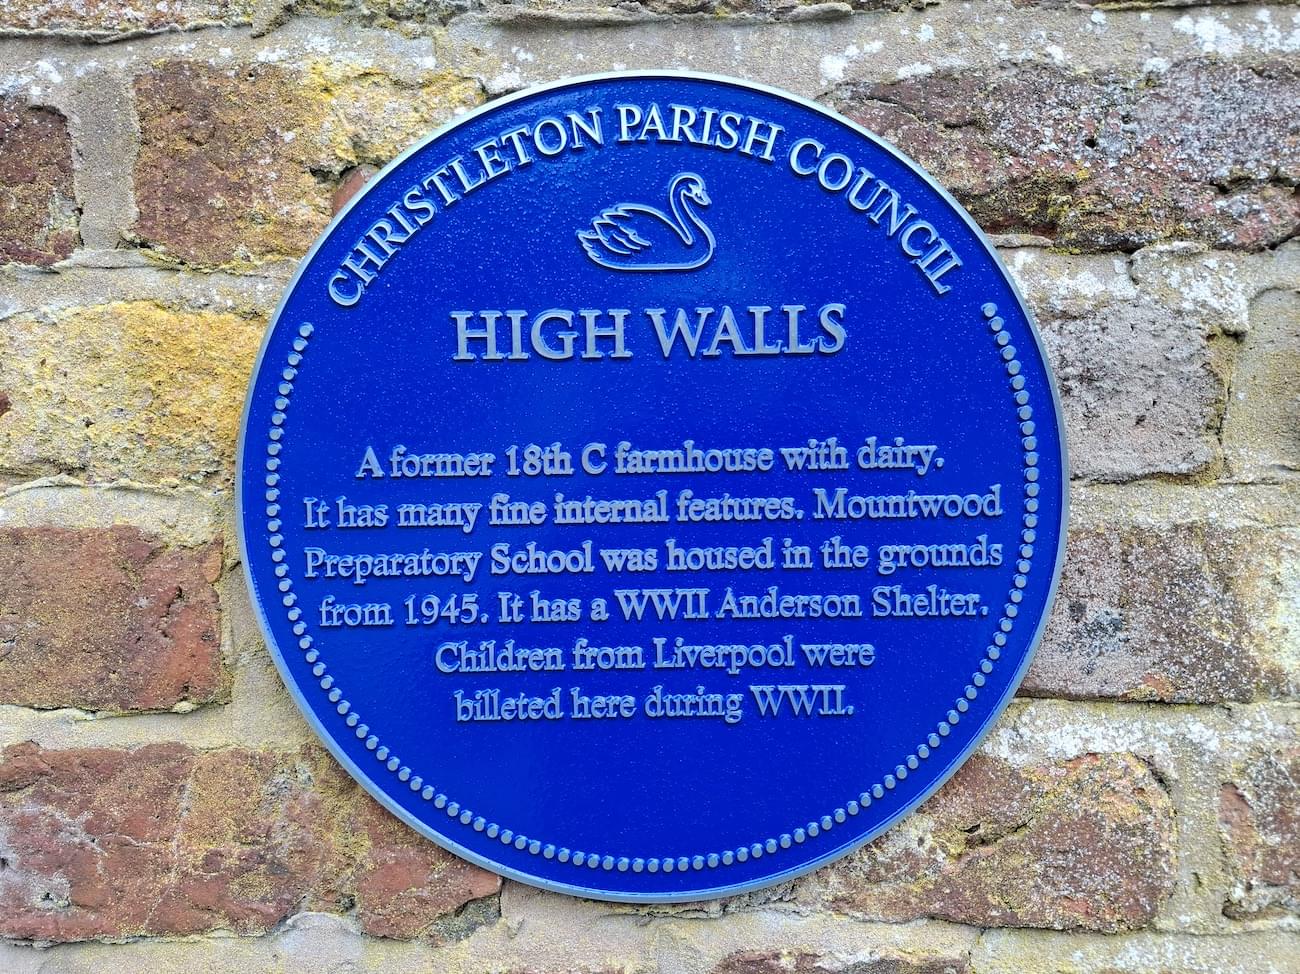 CHRISTLETON PARISH COUNCIL
HIGH WALLS
A former 18th C farmhouse with dairy.
It has many fine internal features. Mountwood
Preparatory School was housed in the grounds
from 1945. It has a WWII Anderson Shelter.
Children from Liverpool were
billeted here during WWII.